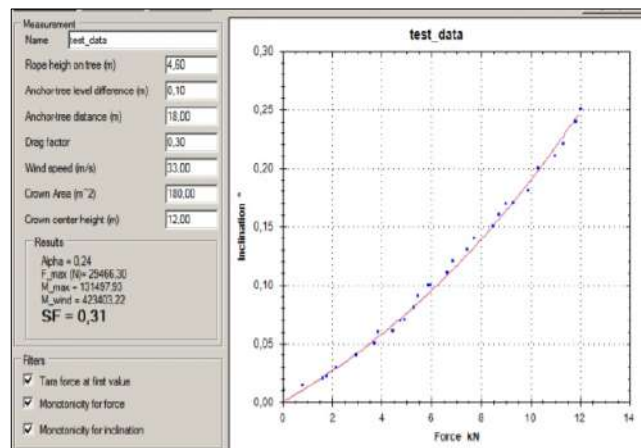 Measurement
Name test_data
Rope heigh on tree (m) 4,60
Anchor-tree level difference (m) 0,10
Anchor-tree distance (m) 18,00
Drag factor 0,30
Wind speed (m/s) 33,00
Crown Area (m^2) 180,00
Crown center height (m) 12,00
Results
Alpha = 0,24
F_max (N)= 29466,30
M_max = 131497,93
M_wind = 423403,22
SF = 0,31
Filters
Tara force at first value
Monotonicity for force
Monotonicity for inclination
test_data
0,30
0,25
0,20
0,15
0,10
0,05
0,00
Inclination °
0 2 4 6 8 10 12 14
Force kN